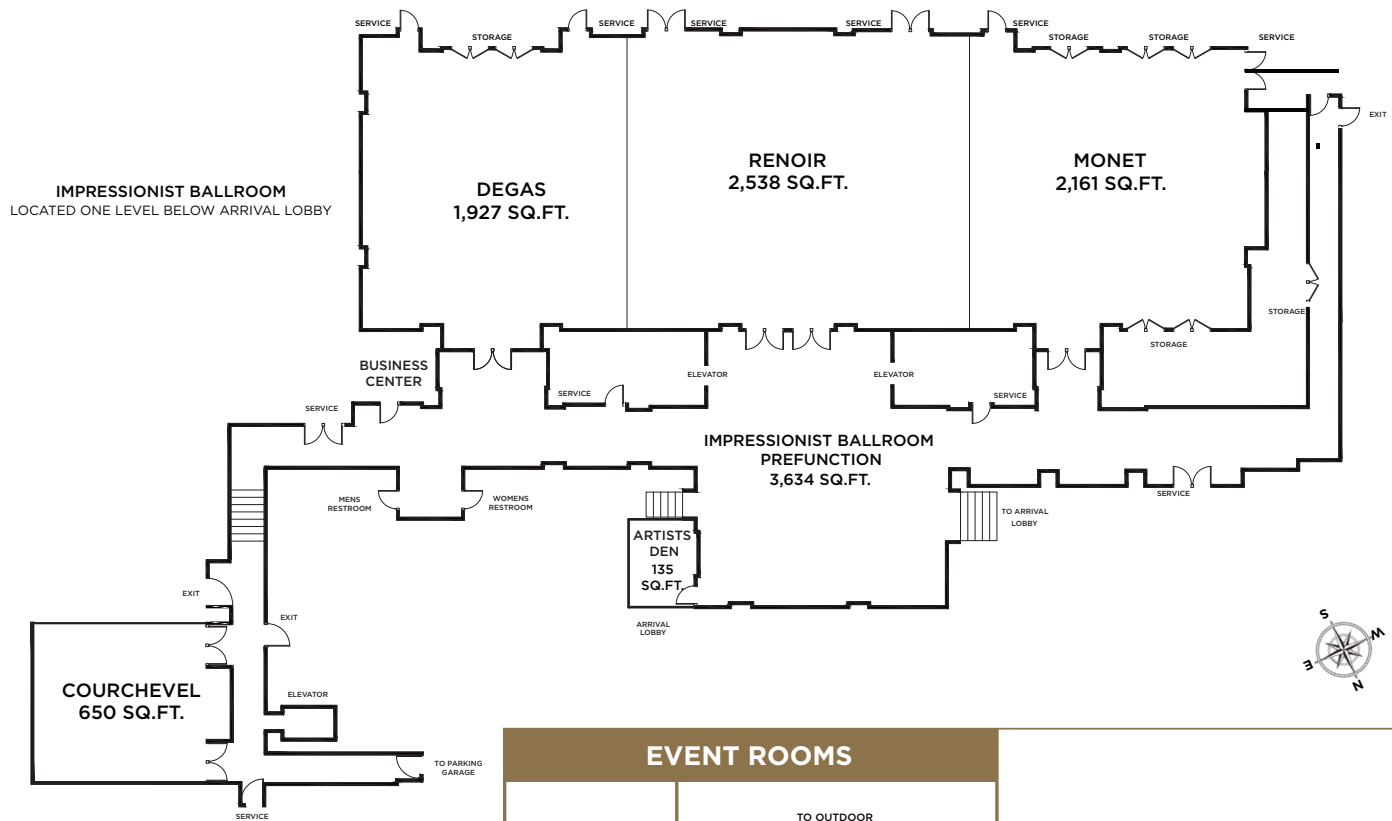 SERVICE
SERVICE
SERVICE
SERVICE
SERVICE
STORAGE
STORAGE
STORAGE
SERVICE
EXIT
IMPRESSIONIST BALLROOM
LOCATED ONE LEVEL BELOW ARRIVAL LOBBY
DEGAS
1,927 SQ.FT.
RENOIR
2,538 SQ.FT.
MONET
2,161 SQ.FT.
STORAGE
STORAGE
BUSINESS
CENTER
ELEVATOR
ELEVATOR
SERVICE
SERVICE
SERVICE
IMPRESSIONIST BALLROOM
PREFUNCTION
3,634 SQ.FT.
MENS
RESTROOM
WOMENS
RESTROOM
SERVICE
TO ARRIVAL
LOBBY
ARTISTS
DEN
135
SQ.FT.
ARRIVAL
LOBBY
EXIT
EXIT
S
W
E
N
COURCHEVEL
650 SQ.FT.
ELEVATOR
TO PARKING
GARAGE
SERVICE
EVENT ROOMS
TO OUTDOOR